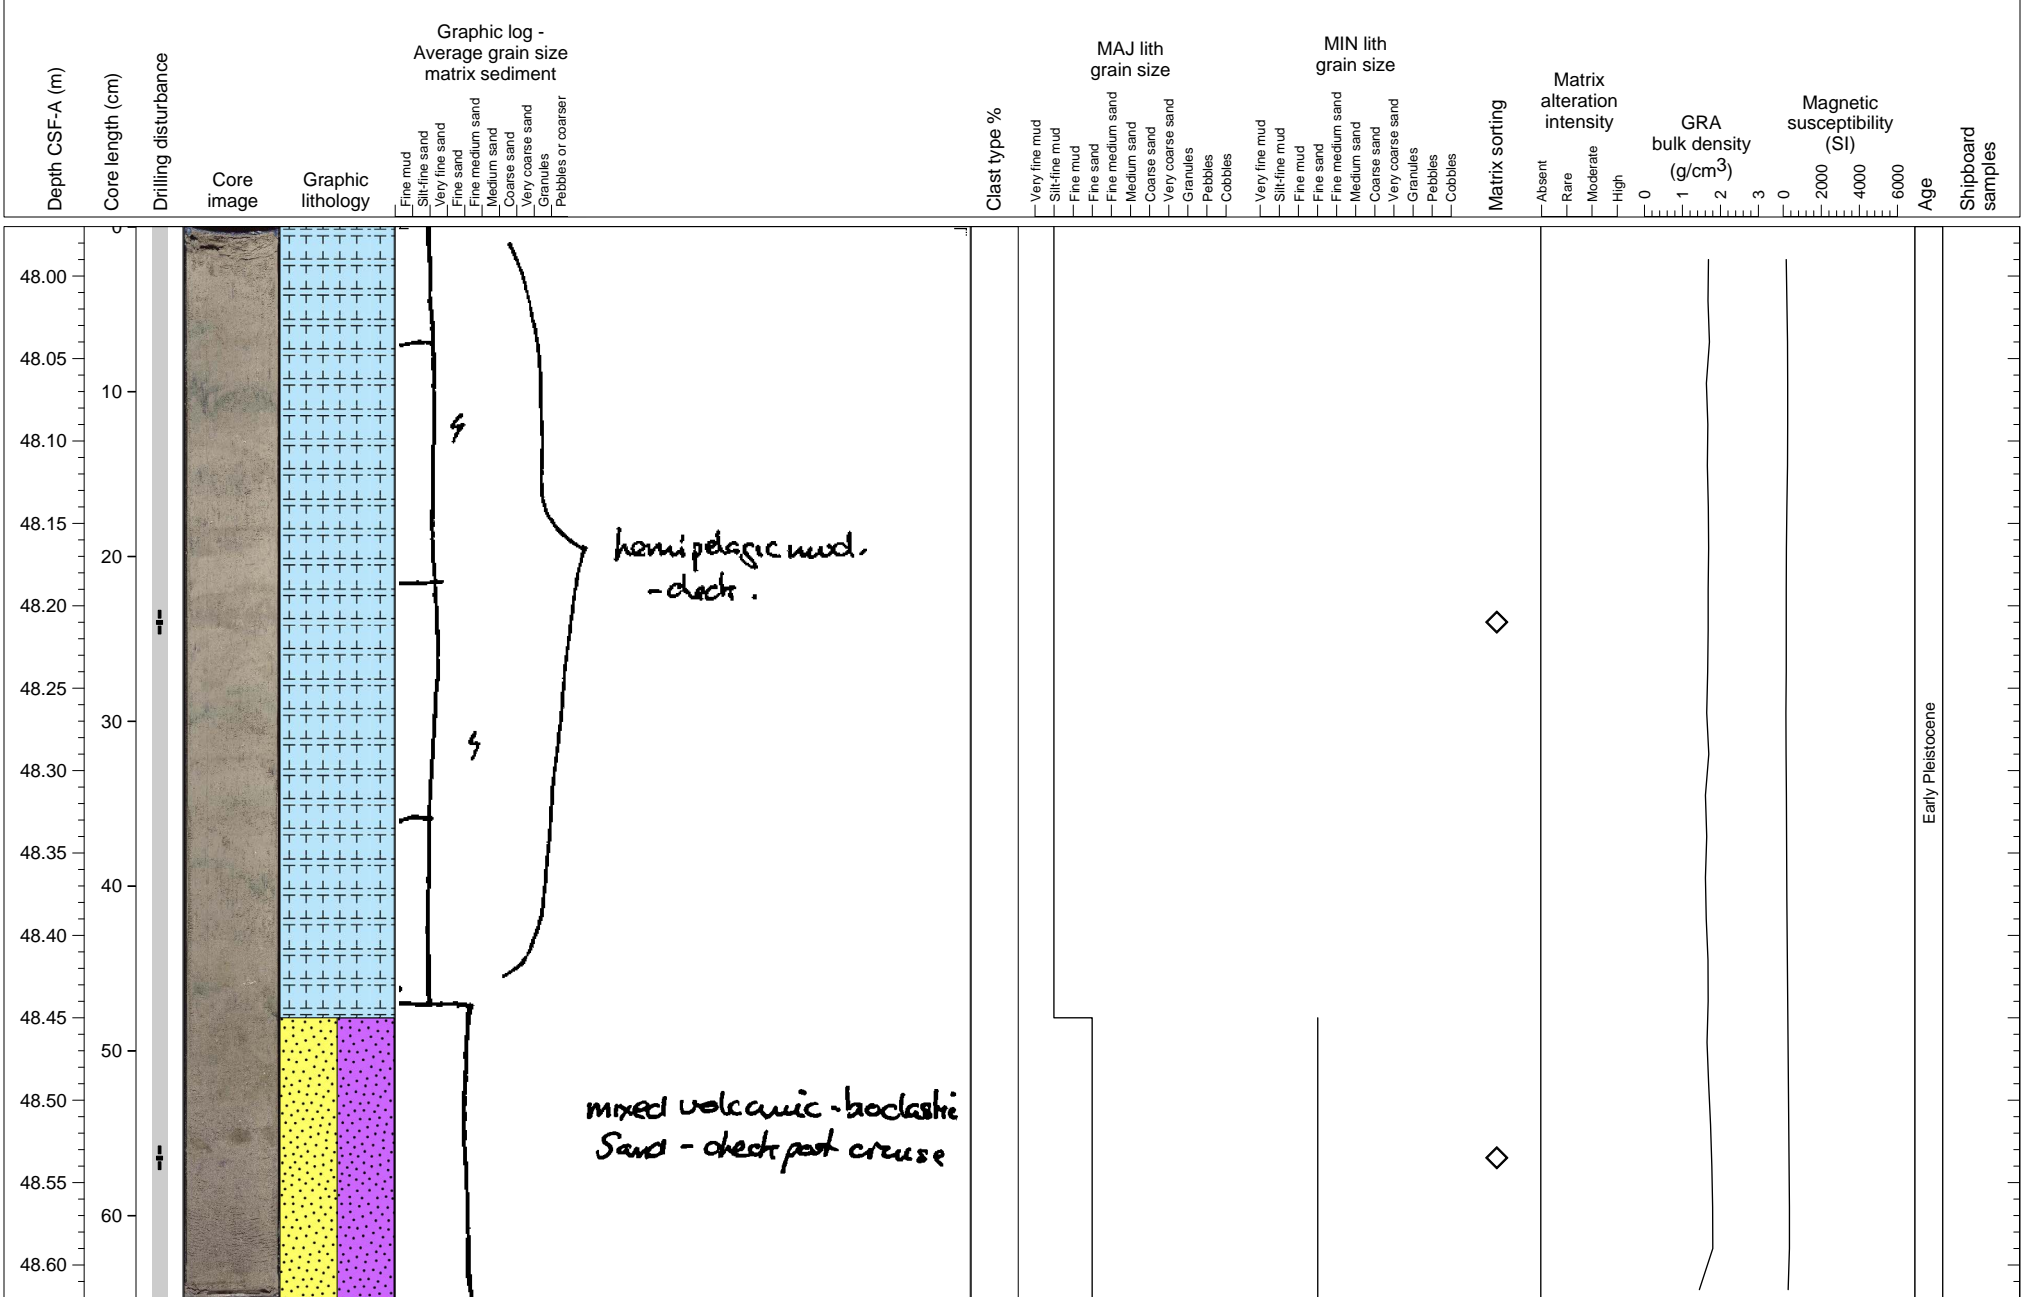 Depth CSF-A (m)
Core length (cm)
Drilling disturbance
Core
image
Graphic
lithology
Graphic log -
Average grain size
matrix sediment
Fine mud
Silt-fine sand
Very fine sand
Fine sand
Fine medium sand
Medium sand
Coarse sand
Very coarse sand
Granules
Pebbles or coarser
Clast type %
MAJ lith
grain size
Very fine mud
Silt-fine mud
Fine mud
Fine sand
Fine medium sand
Medium sand
Coarse sand
Very coarse sand
Granules
Pebbles
Cobbles
MIN lith
grain size
Very fine mud
Silt-fine mud
Fine mud
Fine sand
Fine medium sand
Medium sand
Coarse sand
Very coarse sand
Granules
Pebbles
Cobbles
Matrix sorting
Matrix
alteration
intensity
Absent
Rare
Moderate
High
GRA
bulk density
(g/cm3)
0
1
2
3
Magnetic
susceptibility
(SI)
0
2000
4000
6000
Age
Shipboard
samples
48.00
48.05
48.10
48.15
48.20
48.25
48.30
48.35
48.40
48.45
48.50
48.55
48.60
0
10
20
30
40
50
60
hemipelagic mud.
- check.
mixed volcanic-bioclastic
Sand - check post cruise
Early Pleistocene